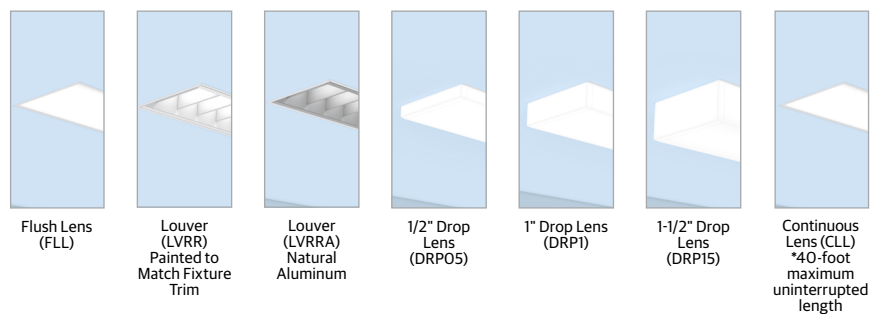 Flush Lens
(FLL)
Louver
(LVRR)
Painted to
Match Fixture
Trim
Louver
(LVRRA)
Natural
Aluminum
1/2" Drop
Lens
(DRP05)
1" Drop Lens
(DRP1)
1-1/2" Drop
Lens
(DRP15)
Continuous
Lens (CLL)
*40-foot
maximum
uninterrupted
length